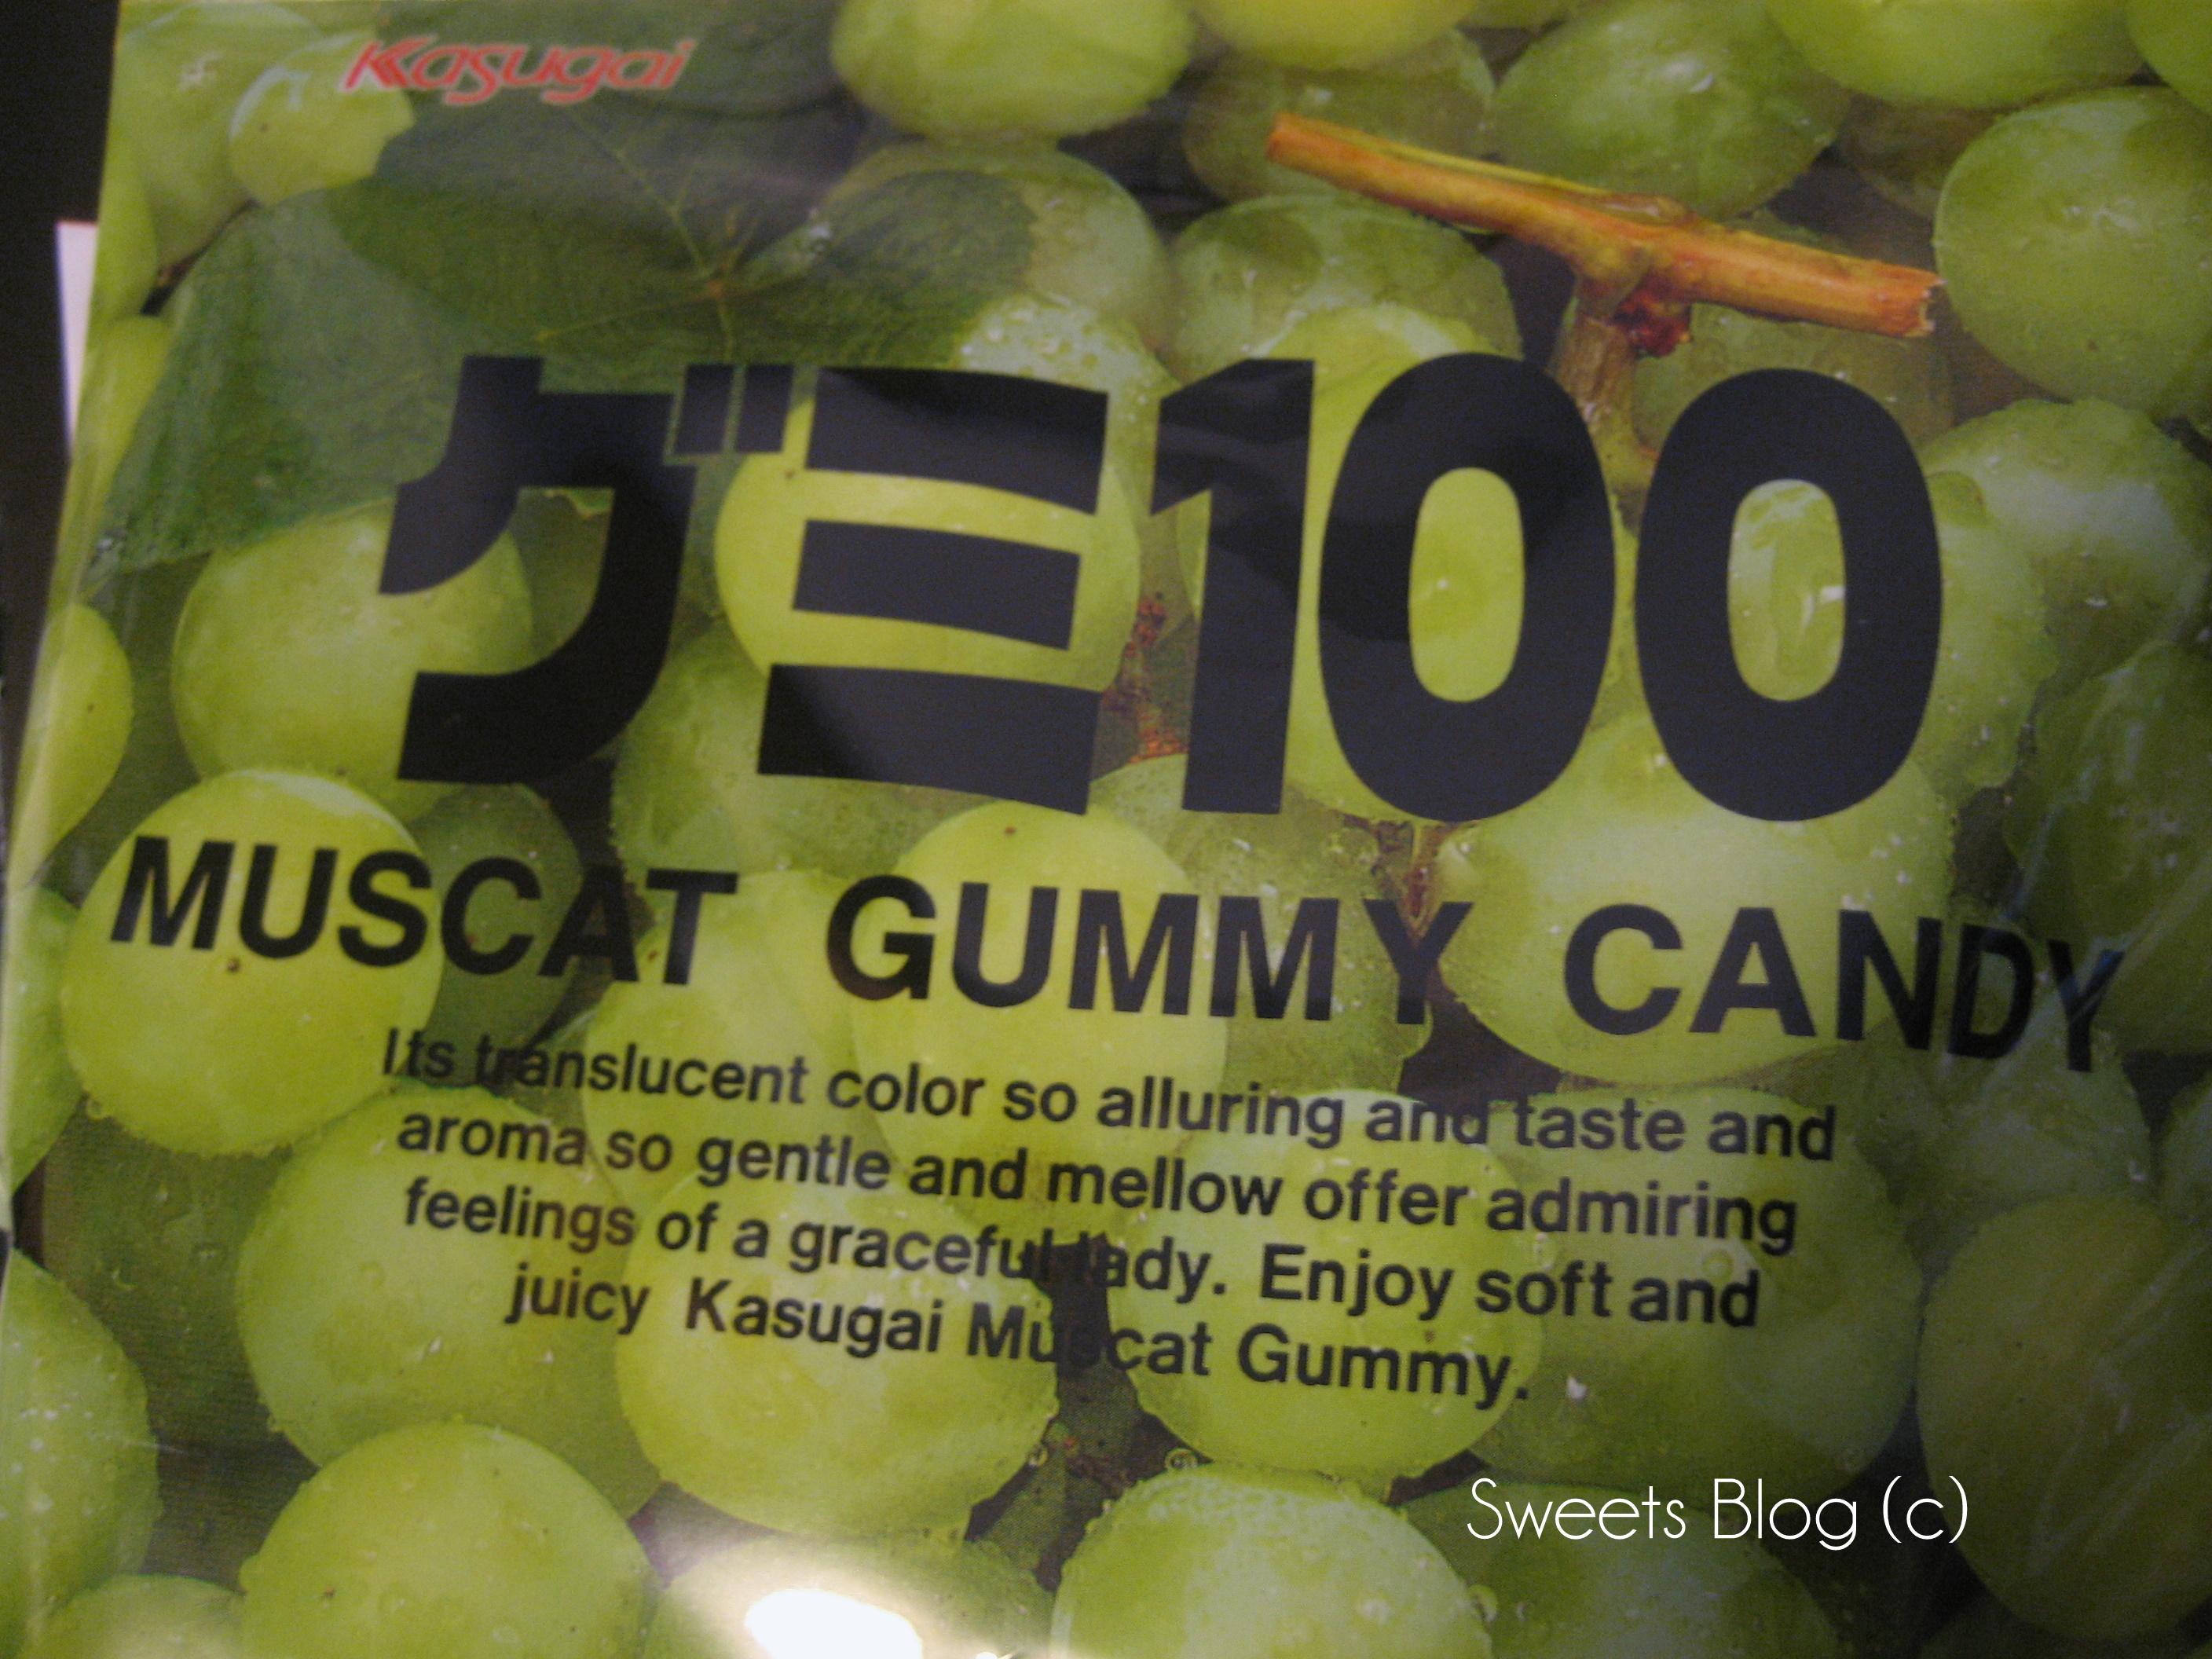 Kasugai
グミ100
MUSCAT GUMMY CANDY
Its translucent color so alluring and taste and
aroma so gentle and mellow offer admiring
feelings of a graceful lady. Enjoy soft and
juicy Kasugai Muscat Gummy.
Sweets Blog (c)